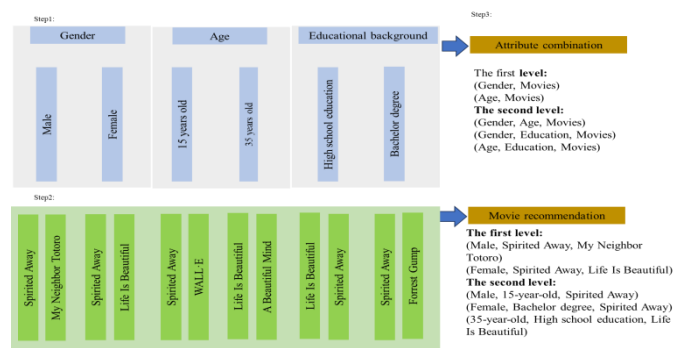 Step1:
Gender
Age
Educational background
Male
Female
15 years old
35 years old
High school education
Bachelor degree
Step2:
Spirited Away
My Neighbor Totoro
Spirited Away
Life Is Beautiful
Spirited Away
WALL·E
Life Is Beautiful
A Beautiful Mind
Life Is Beautiful
Spirited Away
Spirited Away
Forrest Gump
Step3:
Attribute combination
The first level:
(Gender, Movies)
(Age, Movies)
The second level:
(Gender, Age, Movies)
(Gender, Education, Movies)
(Age, Education, Movies)
Movie recommendation
The first level:
(Male, Spirited Away, My Neighbor
Totoro)
(Female, Spirited Away, Life Is Beautiful)
The second level:
(Male, 15-year-old, Spirited Away)
(Female, Bachelor degree, Spirited Away)
(35-year-old, High school education, Life
Is Beautiful)